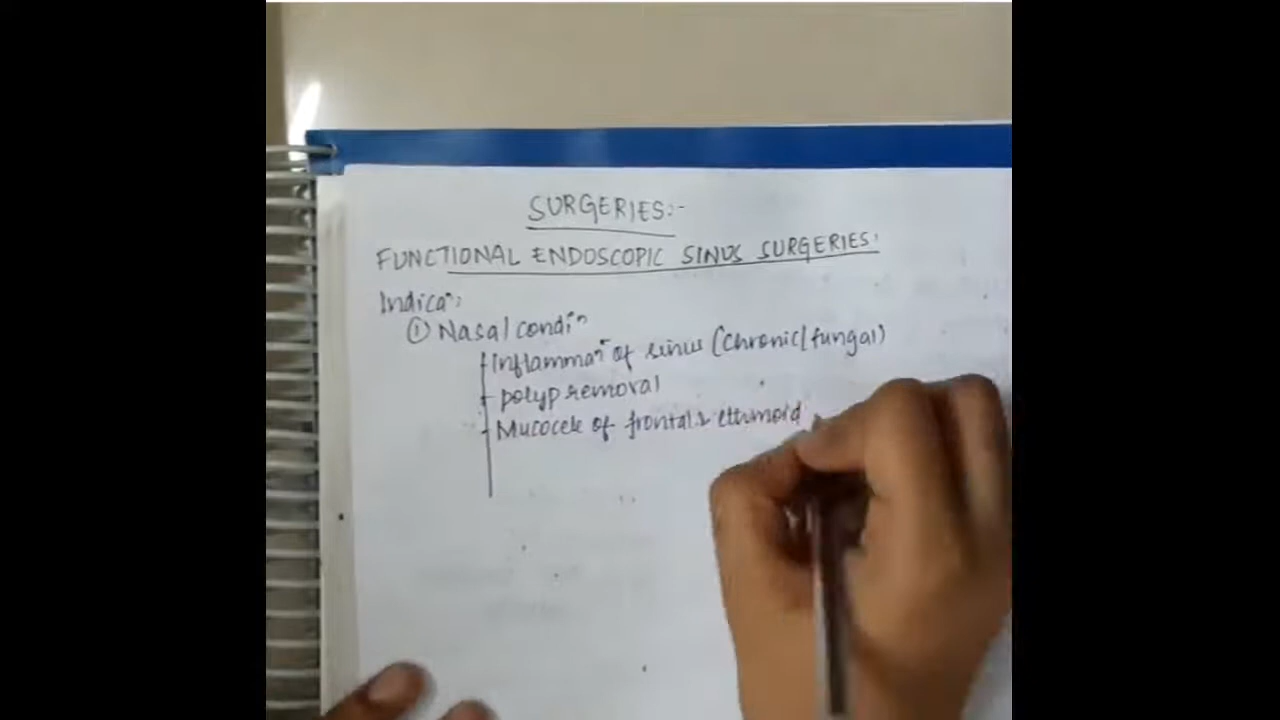 SURGERIES:-
FUNCTIONAL ENDOSCOPIC SINUS SURGERIES:
Indicaⁿ:
① Nasal condiⁿ
Inflammaⁿ of sinus (Chronic/fungal)
polyp removal
Mucocele of frontal & ethmoid